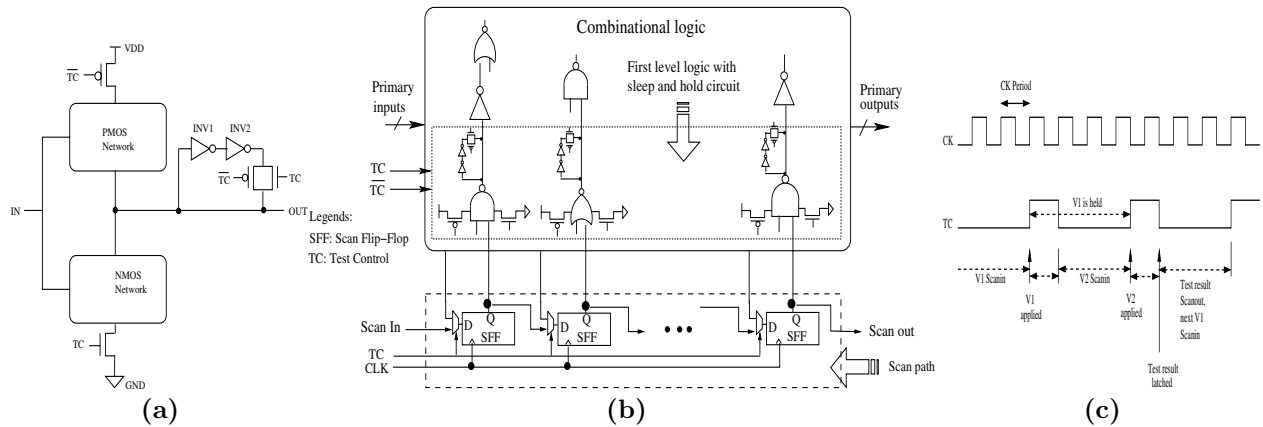 VDD
TC
PMOS
Network
INV1
INV2
TC
TC
IN
OUT
NMOS
Network
TC
GND
(a)
Combinational logic
First level logic with
sleep and hold circuit
Primary
inputs
Primary
outputs
TC
TC
Legends:
SFF: Scan Flip-Flop
TC: Test Control
Scan In
D
Q
SFF
D
Q
SFF
D
Q
SFF
Scan out
TC
CLK
Scan path
(b)
CK Period
CK
V1 is held
TC
V1 Scanin
V2 Scanin
V1
applied
V2
applied
Test result
Scanout,
next V1
Scanin
Test result
latched
(c)